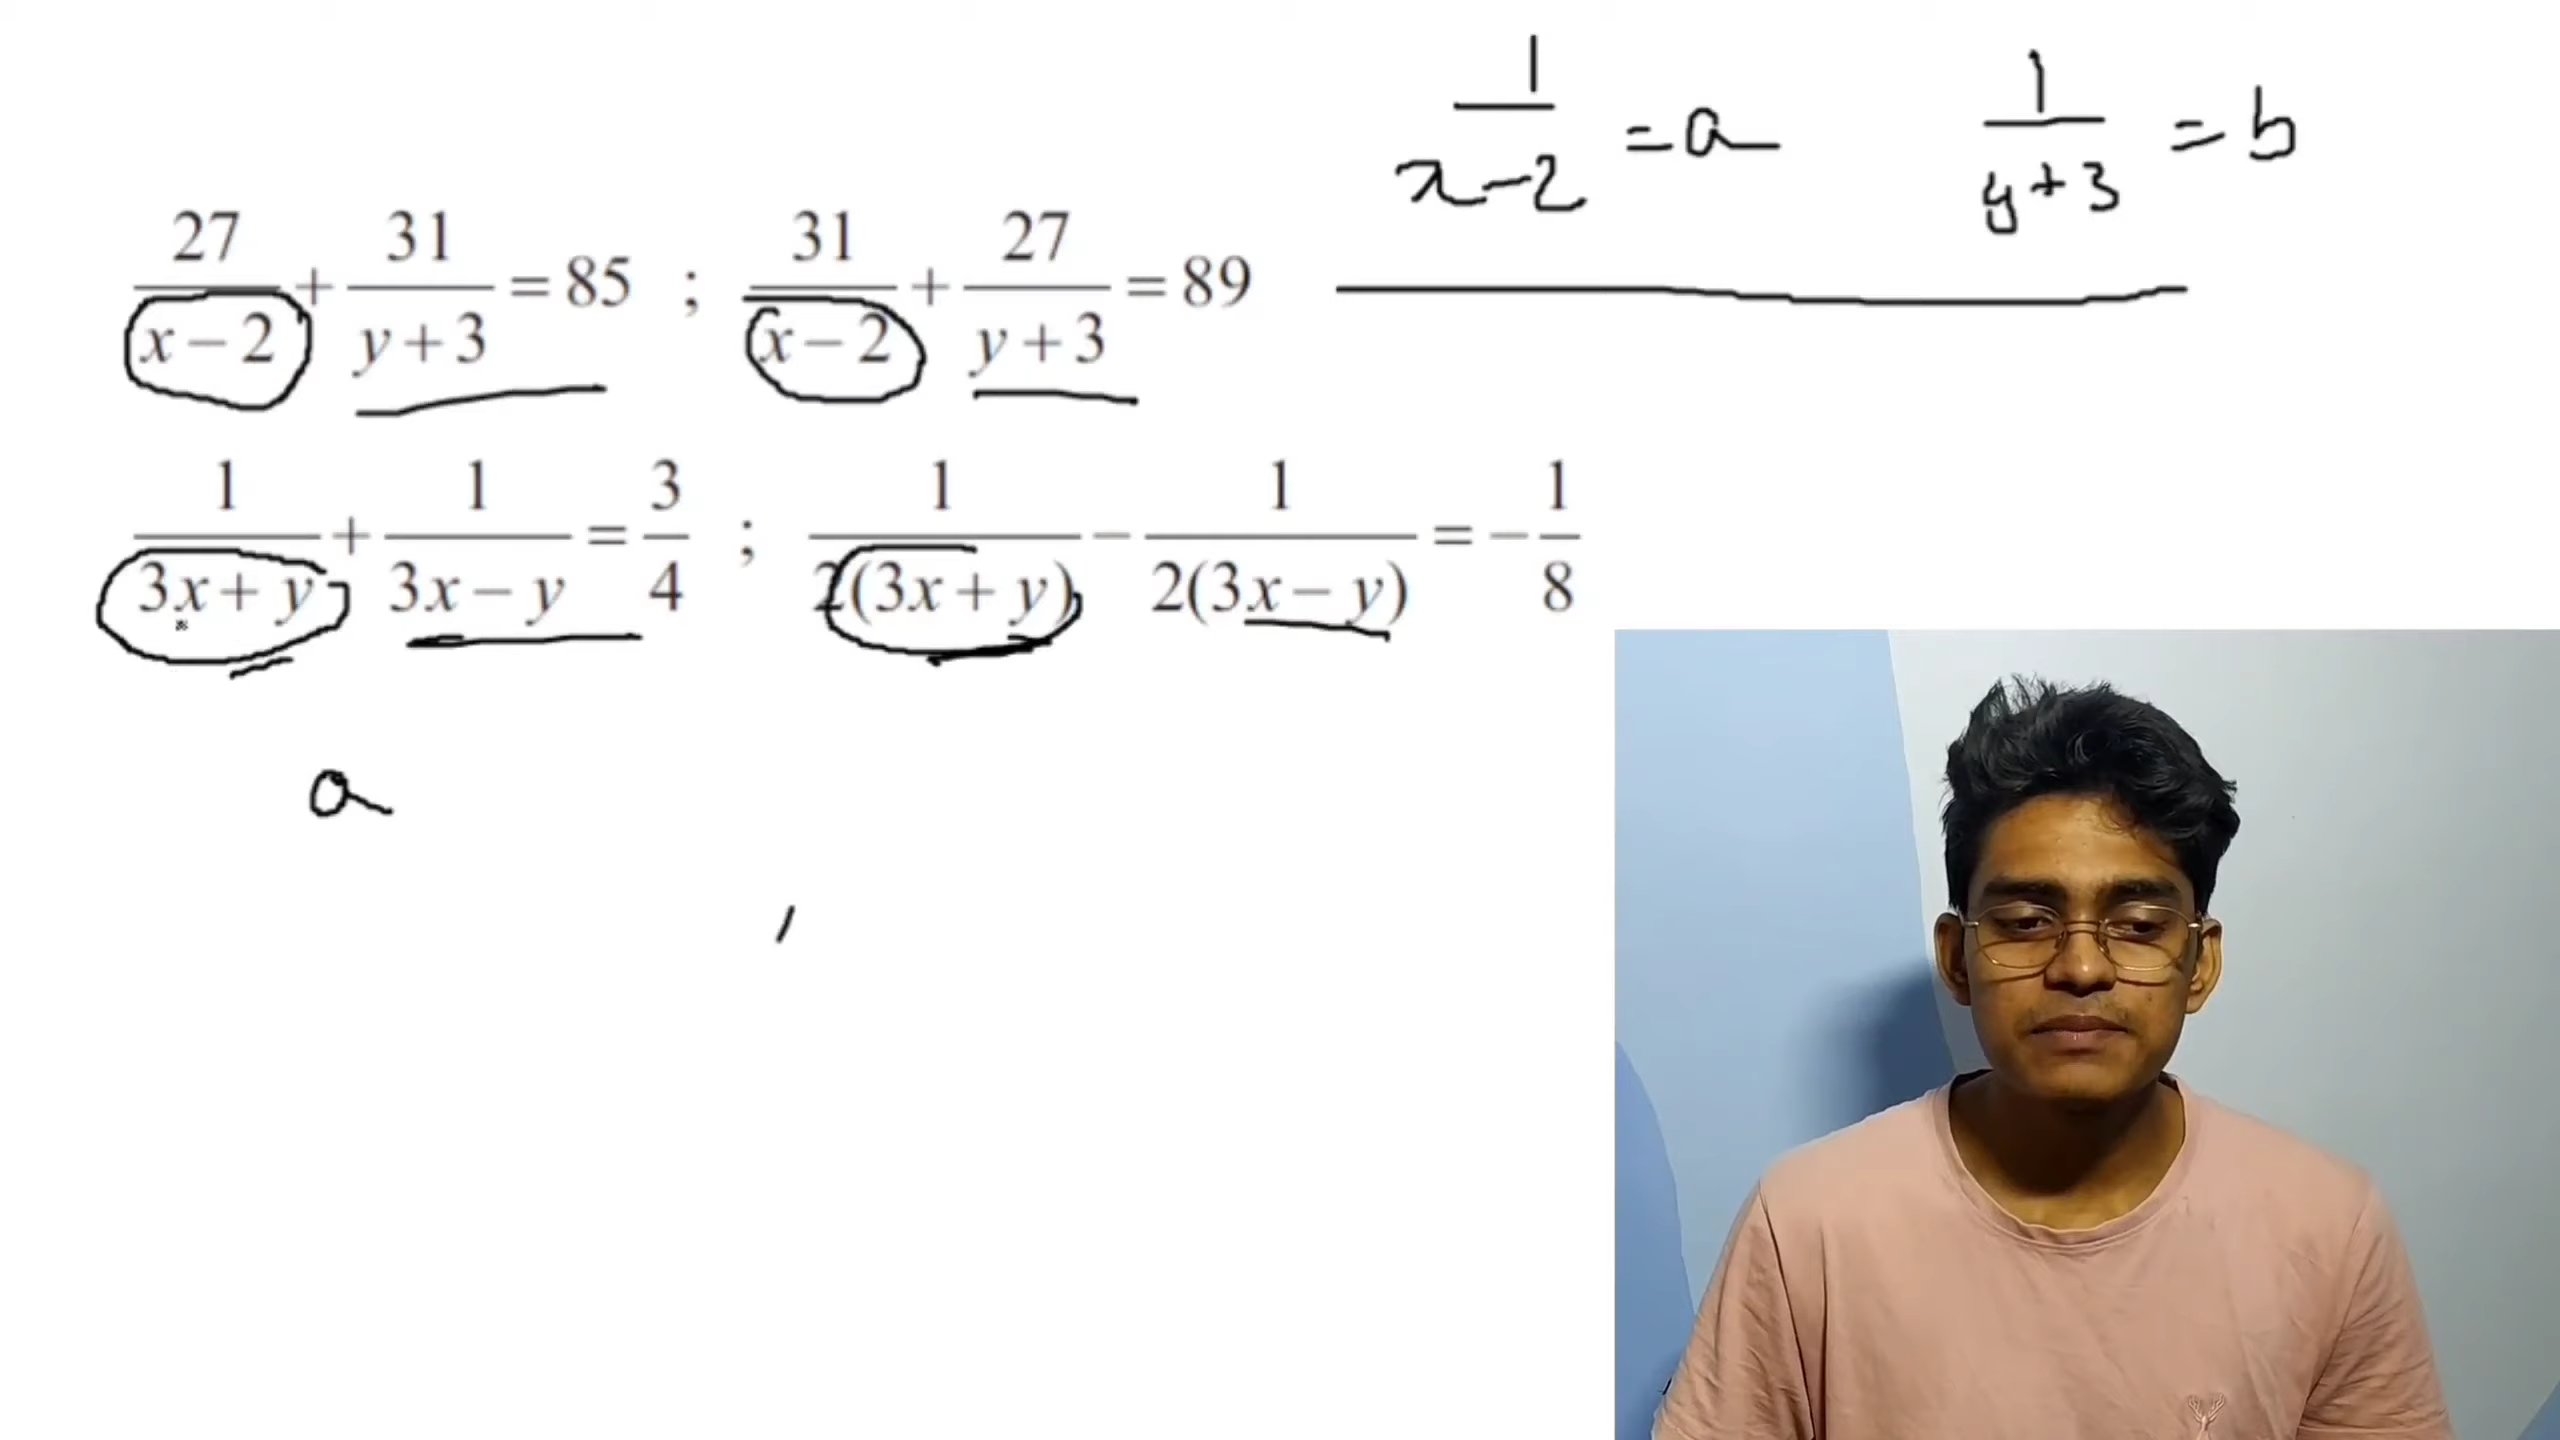 1/(x-2) = a    1/(y+3) = b
27/(x-2) + 31/(y+3) = 85 ; 31/(x-2) + 27/(y+3) = 89
1/(3x+y) + 1/(3x-y) = 3/4 ; 1/(2(3x+y)) - 1/(2(3x-y)) = -1/8
a